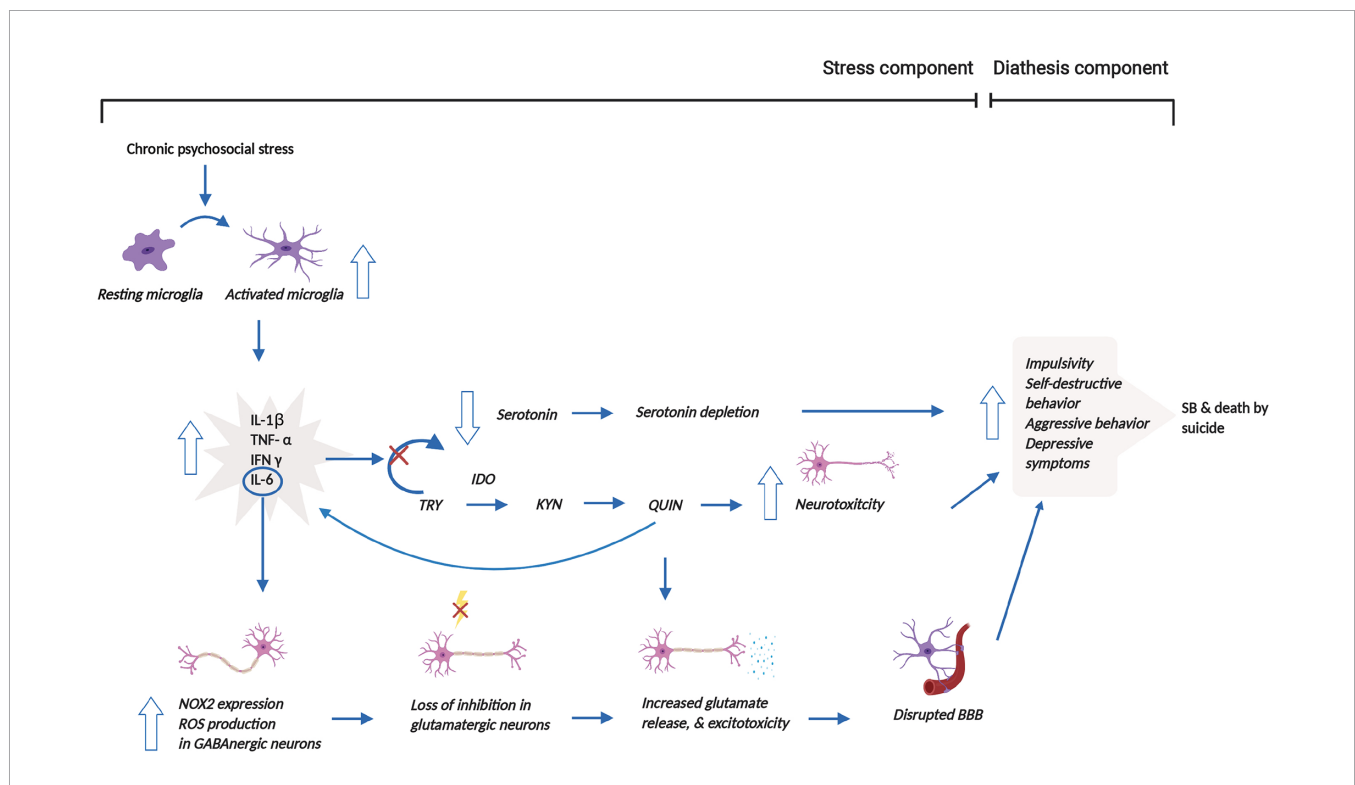 Stress component
Diathesis component
Chronic psychosocial stress
Resting microglia
Activated microglia
IL-1β
TNF- α
IFN γ
IL-6
Serotonin
Serotonin depletion
IDO
TRY
KYN
QUIN
Neurotoxitcity
Impulsivity
Self-destructive
behavior
Aggressive behavior
Depressive
symptoms
SB & death by
suicide
NOX2 expression
ROS production
in GABAnergic neurons
Loss of inhibition in
glutamatergic neurons
Increased glutamate
release, & excitotoxicity
Disrupted BBB